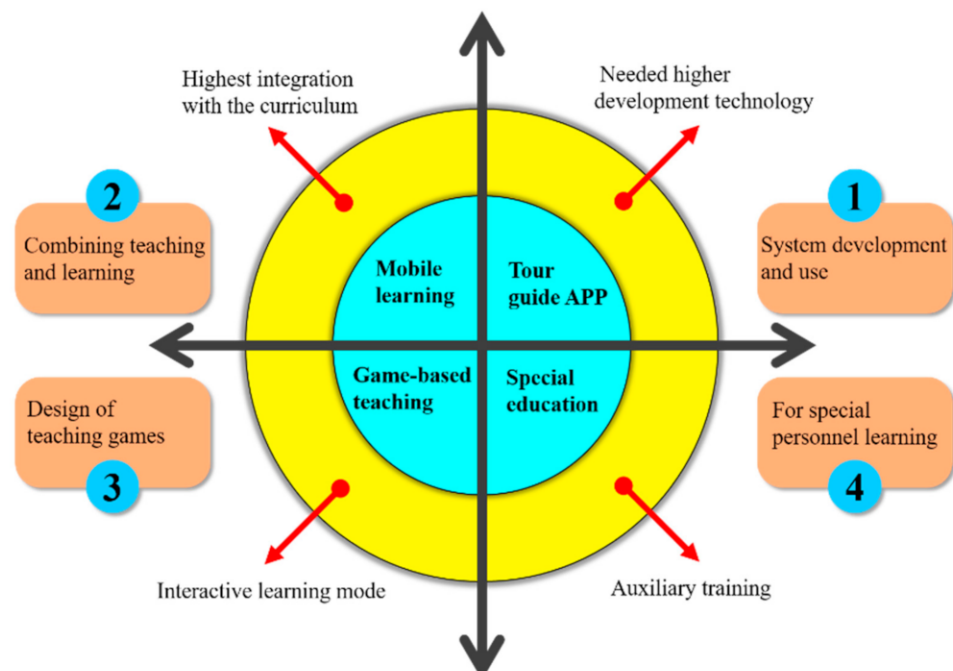 Highest integration
with the curriculum
Needed higher
development technology
2
Combining teaching
and learning
1
System development
and use
Mobile
learning
Tour
guide APP
Game-based
teaching
Special
education
Design of
teaching games
3
For special
personnel learning
4
Interactive learning mode
Auxiliary training